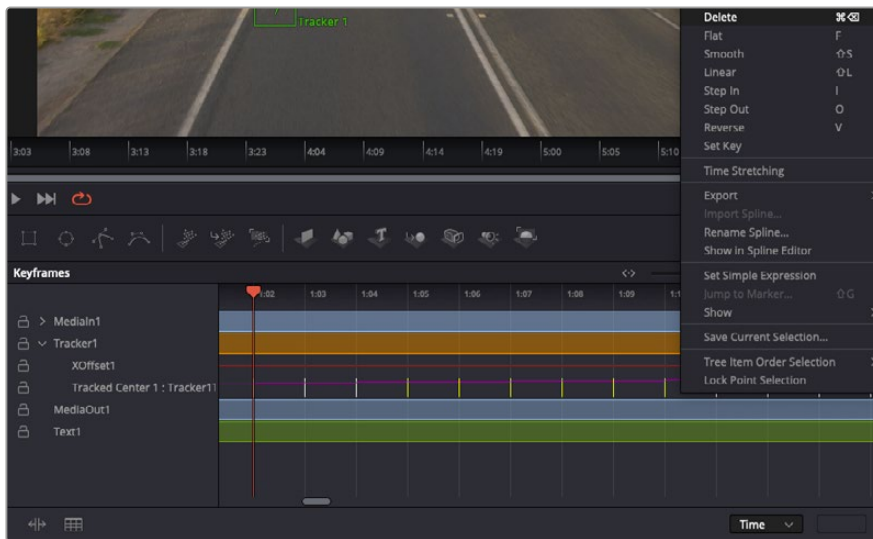 Tracker 1
Delete ⌘⌫
Flat F
Smooth ⇧S
Linear ⇧L
Step In I
Step Out O
Reverse V
Set Key
Time Stretching
Export
Import Spline...
Rename Spline...
Show in Spline Editor
Set Simple Expression
Jump to Marker... ⇧G
Show
Save Current Selection...
Tree Item Order Selection
Lock Point Selection
3:03 3:08 3:13 3:18 3:23 4:04 4:09 4:14 4:19 5:00 5:05 5:10
Keyframes
1:02 1:03 1:04 1:05 1:06 1:07 1:08 1:09
MediaIn1
Tracker1
XOffset1
Tracked Center 1 : Tracker1
MediaOut1
Text1
Time